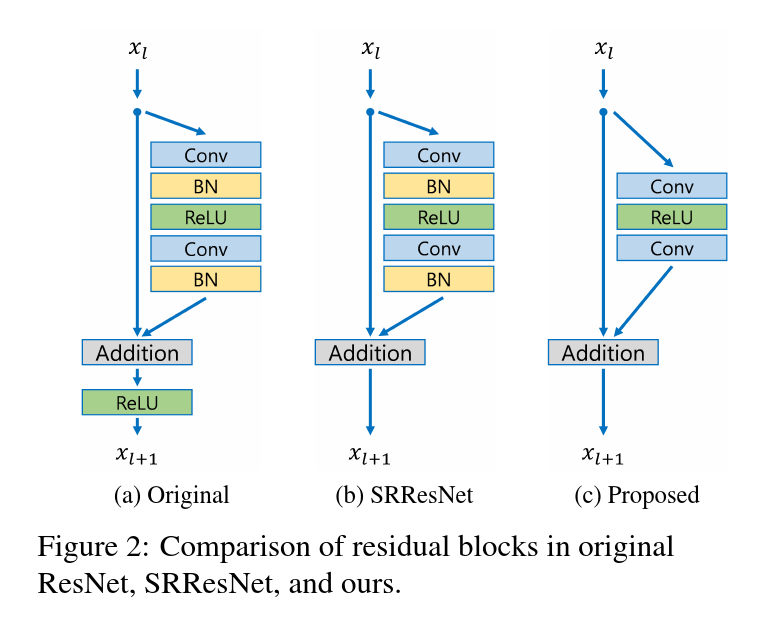 x_l
Conv
BN
ReLU
Conv
BN
Addition
ReLU
x_{l+1}
(a) Original
x_l
Conv
BN
ReLU
Conv
BN
Addition
x_{l+1}
(b) SRResNet
x_l
Conv
ReLU
Conv
Addition
x_{l+1}
(c) Proposed
Figure 2: Comparison of residual blocks in original
ResNet, SRResNet, and ours.